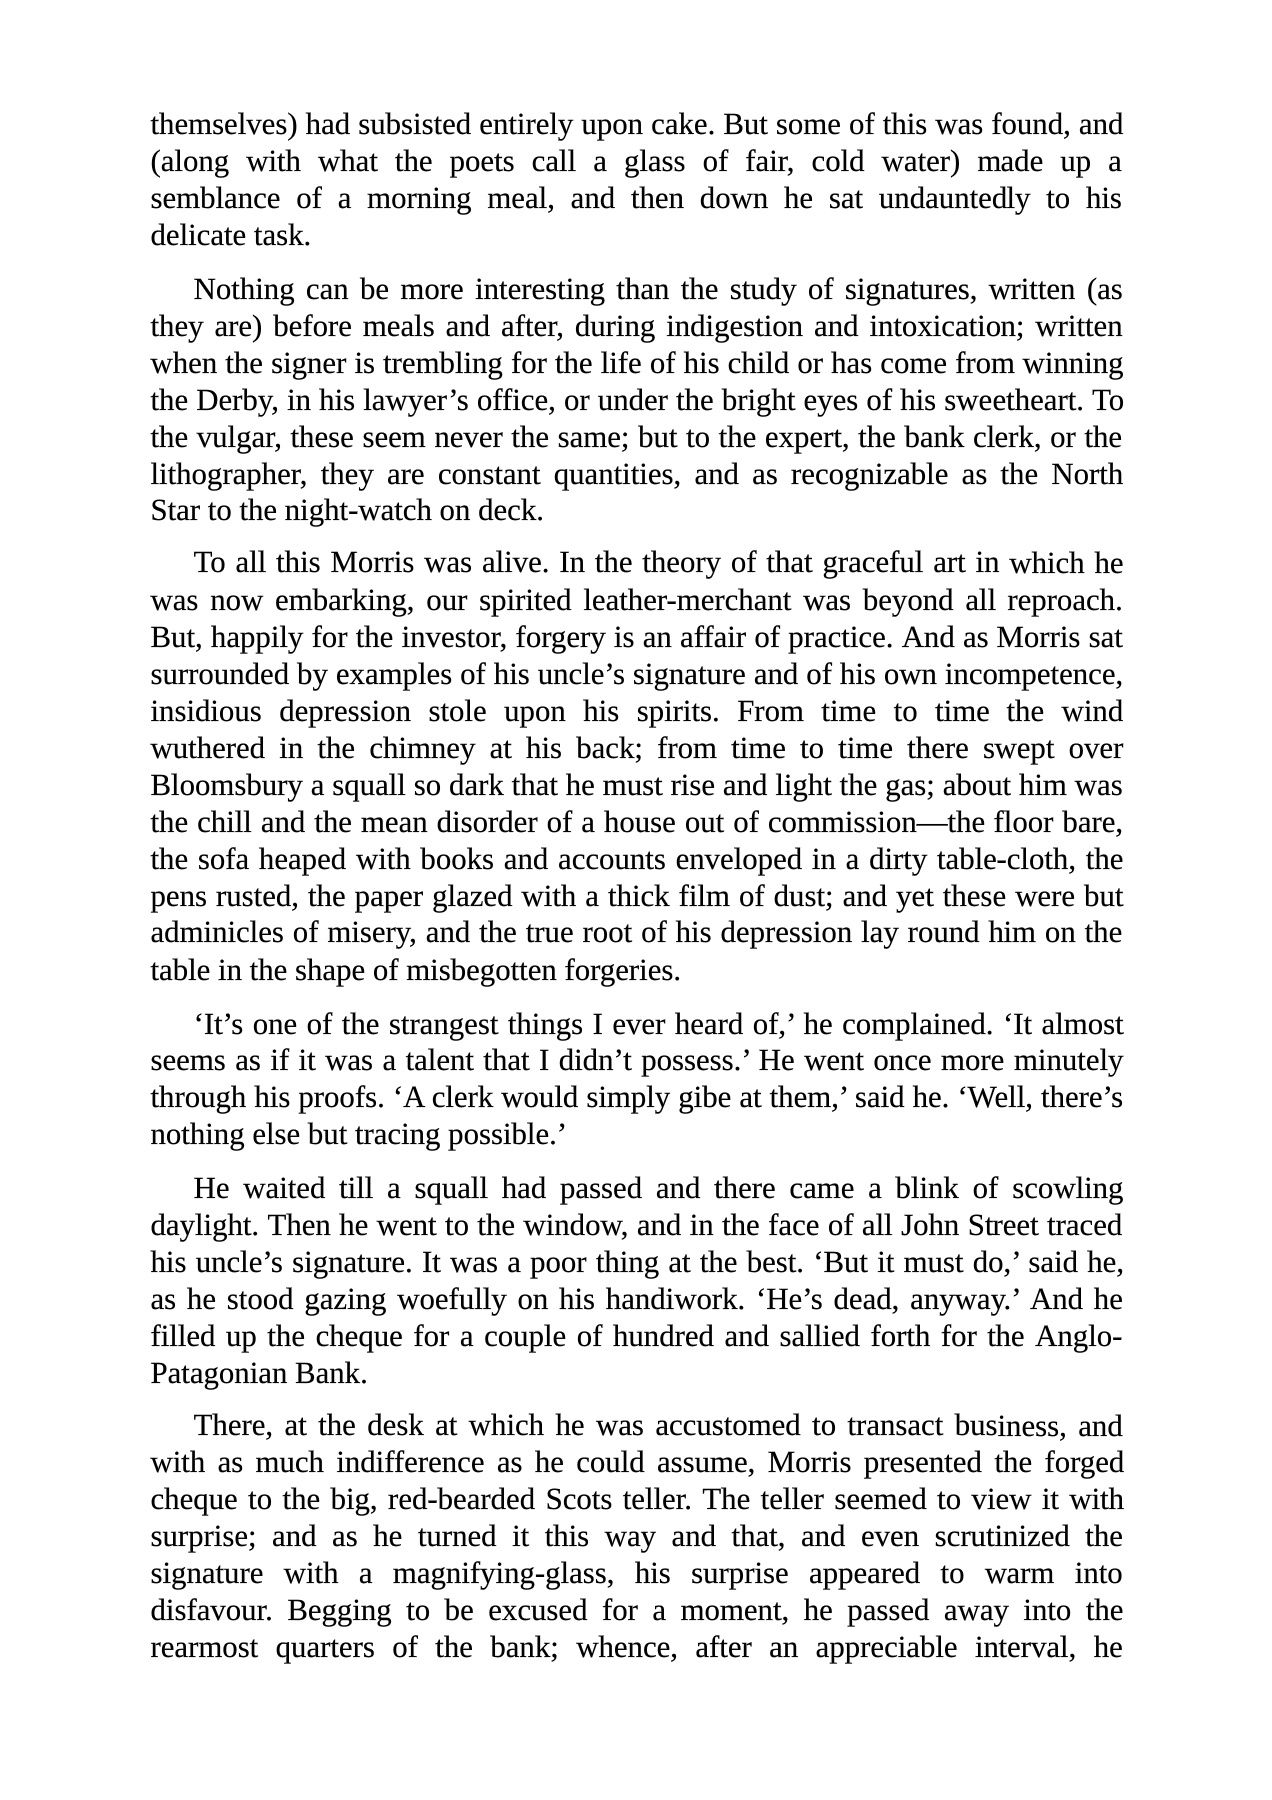 themselves) had subsisted entirely upon cake. But some of this was found, and
(along with what the poets call a glass of fair, cold water) made up a
semblance of a morning meal, and then down he sat undauntedly to his
delicate task.
Nothing can be more interesting than the study of signatures, written (as
they are) before meals and after, during indigestion and intoxication; written
when the signer is trembling for the life of his child or has come from winning
the Derby, in his lawyer’s office, or under the bright eyes of his sweetheart. To
the vulgar, these seem never the same; but to the expert, the bank clerk, or the
lithographer, they are constant quantities, and as recognizable as the North
Star to the night-watch on deck.
To all this Morris was alive. In the theory of that graceful art in which he
was now embarking, our spirited leather-merchant was beyond all reproach.
But, happily for the investor, forgery is an affair of practice. And as Morris sat
surrounded by examples of his uncle’s signature and of his own incompetence,
insidious depression stole upon his spirits. From time to time the wind
wuthered in the chimney at his back; from time to time there swept over
Bloomsbury a squall so dark that he must rise and light the gas; about him was
the chill and the mean disorder of a house out of commission—the floor bare,
the sofa heaped with books and accounts enveloped in a dirty table-cloth, the
pens rusted, the paper glazed with a thick film of dust; and yet these were but
adminicles of misery, and the true root of his depression lay round him on the
table in the shape of misbegotten forgeries.
‘It’s one of the strangest things I ever heard of,’ he complained. ‘It almost
seems as if it was a talent that I didn’t possess.’ He went once more minutely
through his proofs. ‘A clerk would simply gibe at them,’ said he. ‘Well, there’s
nothing else but tracing possible.’
He waited till a squall had passed and there came a blink of scowling
daylight. Then he went to the window, and in the face of all John Street traced
his uncle’s signature. It was a poor thing at the best. ‘But it must do,’ said he,
as he stood gazing woefully on his handiwork. ‘He’s dead, anyway.’ And he
filled up the cheque for a couple of hundred and sallied forth for the Anglo-
Patagonian Bank.
There, at the desk at which he was accustomed to transact business, and
with as much indifference as he could assume, Morris presented the forged
cheque to the big, red-bearded Scots teller. The teller seemed to view it with
surprise; and as he turned it this way and that, and even scrutinized the
signature with a magnifying-glass, his surprise appeared to warm into
disfavour. Begging to be excused for a moment, he passed away into the
rearmost quarters of the bank; whence, after an appreciable interval, he